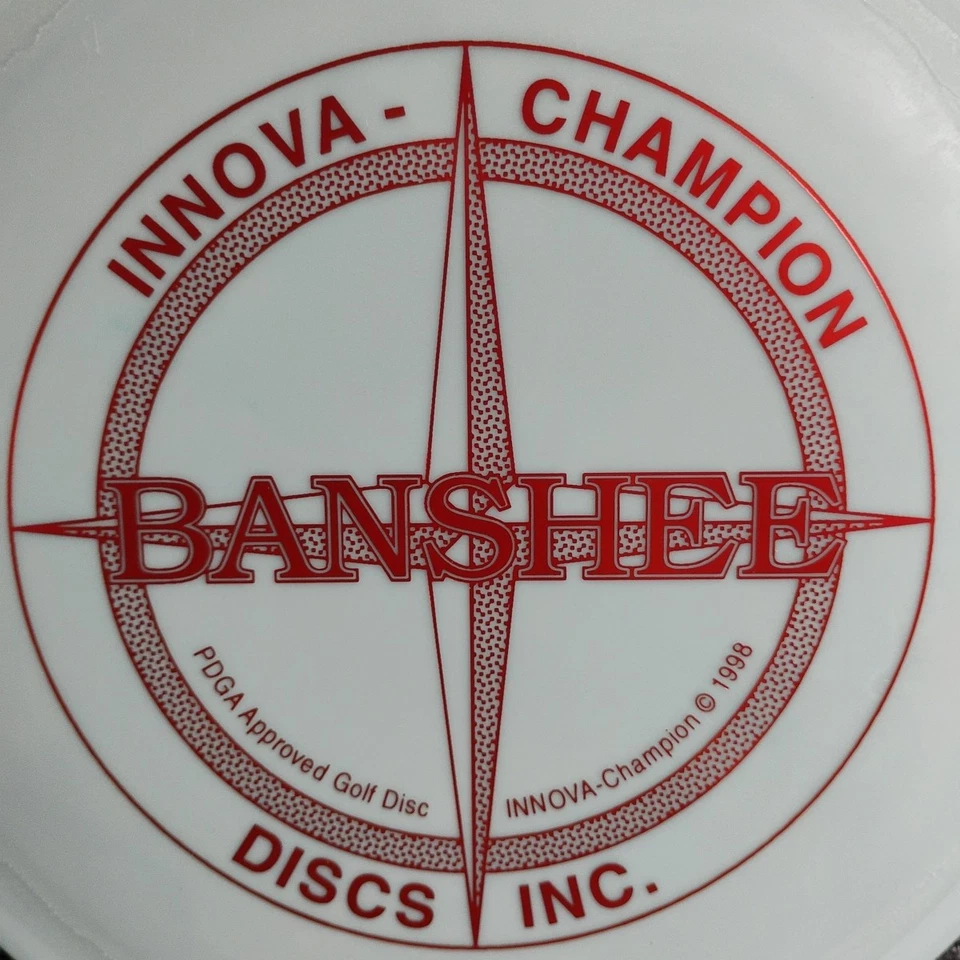 INNOVA - CHAMPION
BANSHEE
PDGA Approved Golf Disc
INNOVA-Champion © 1998
DISCS INC.